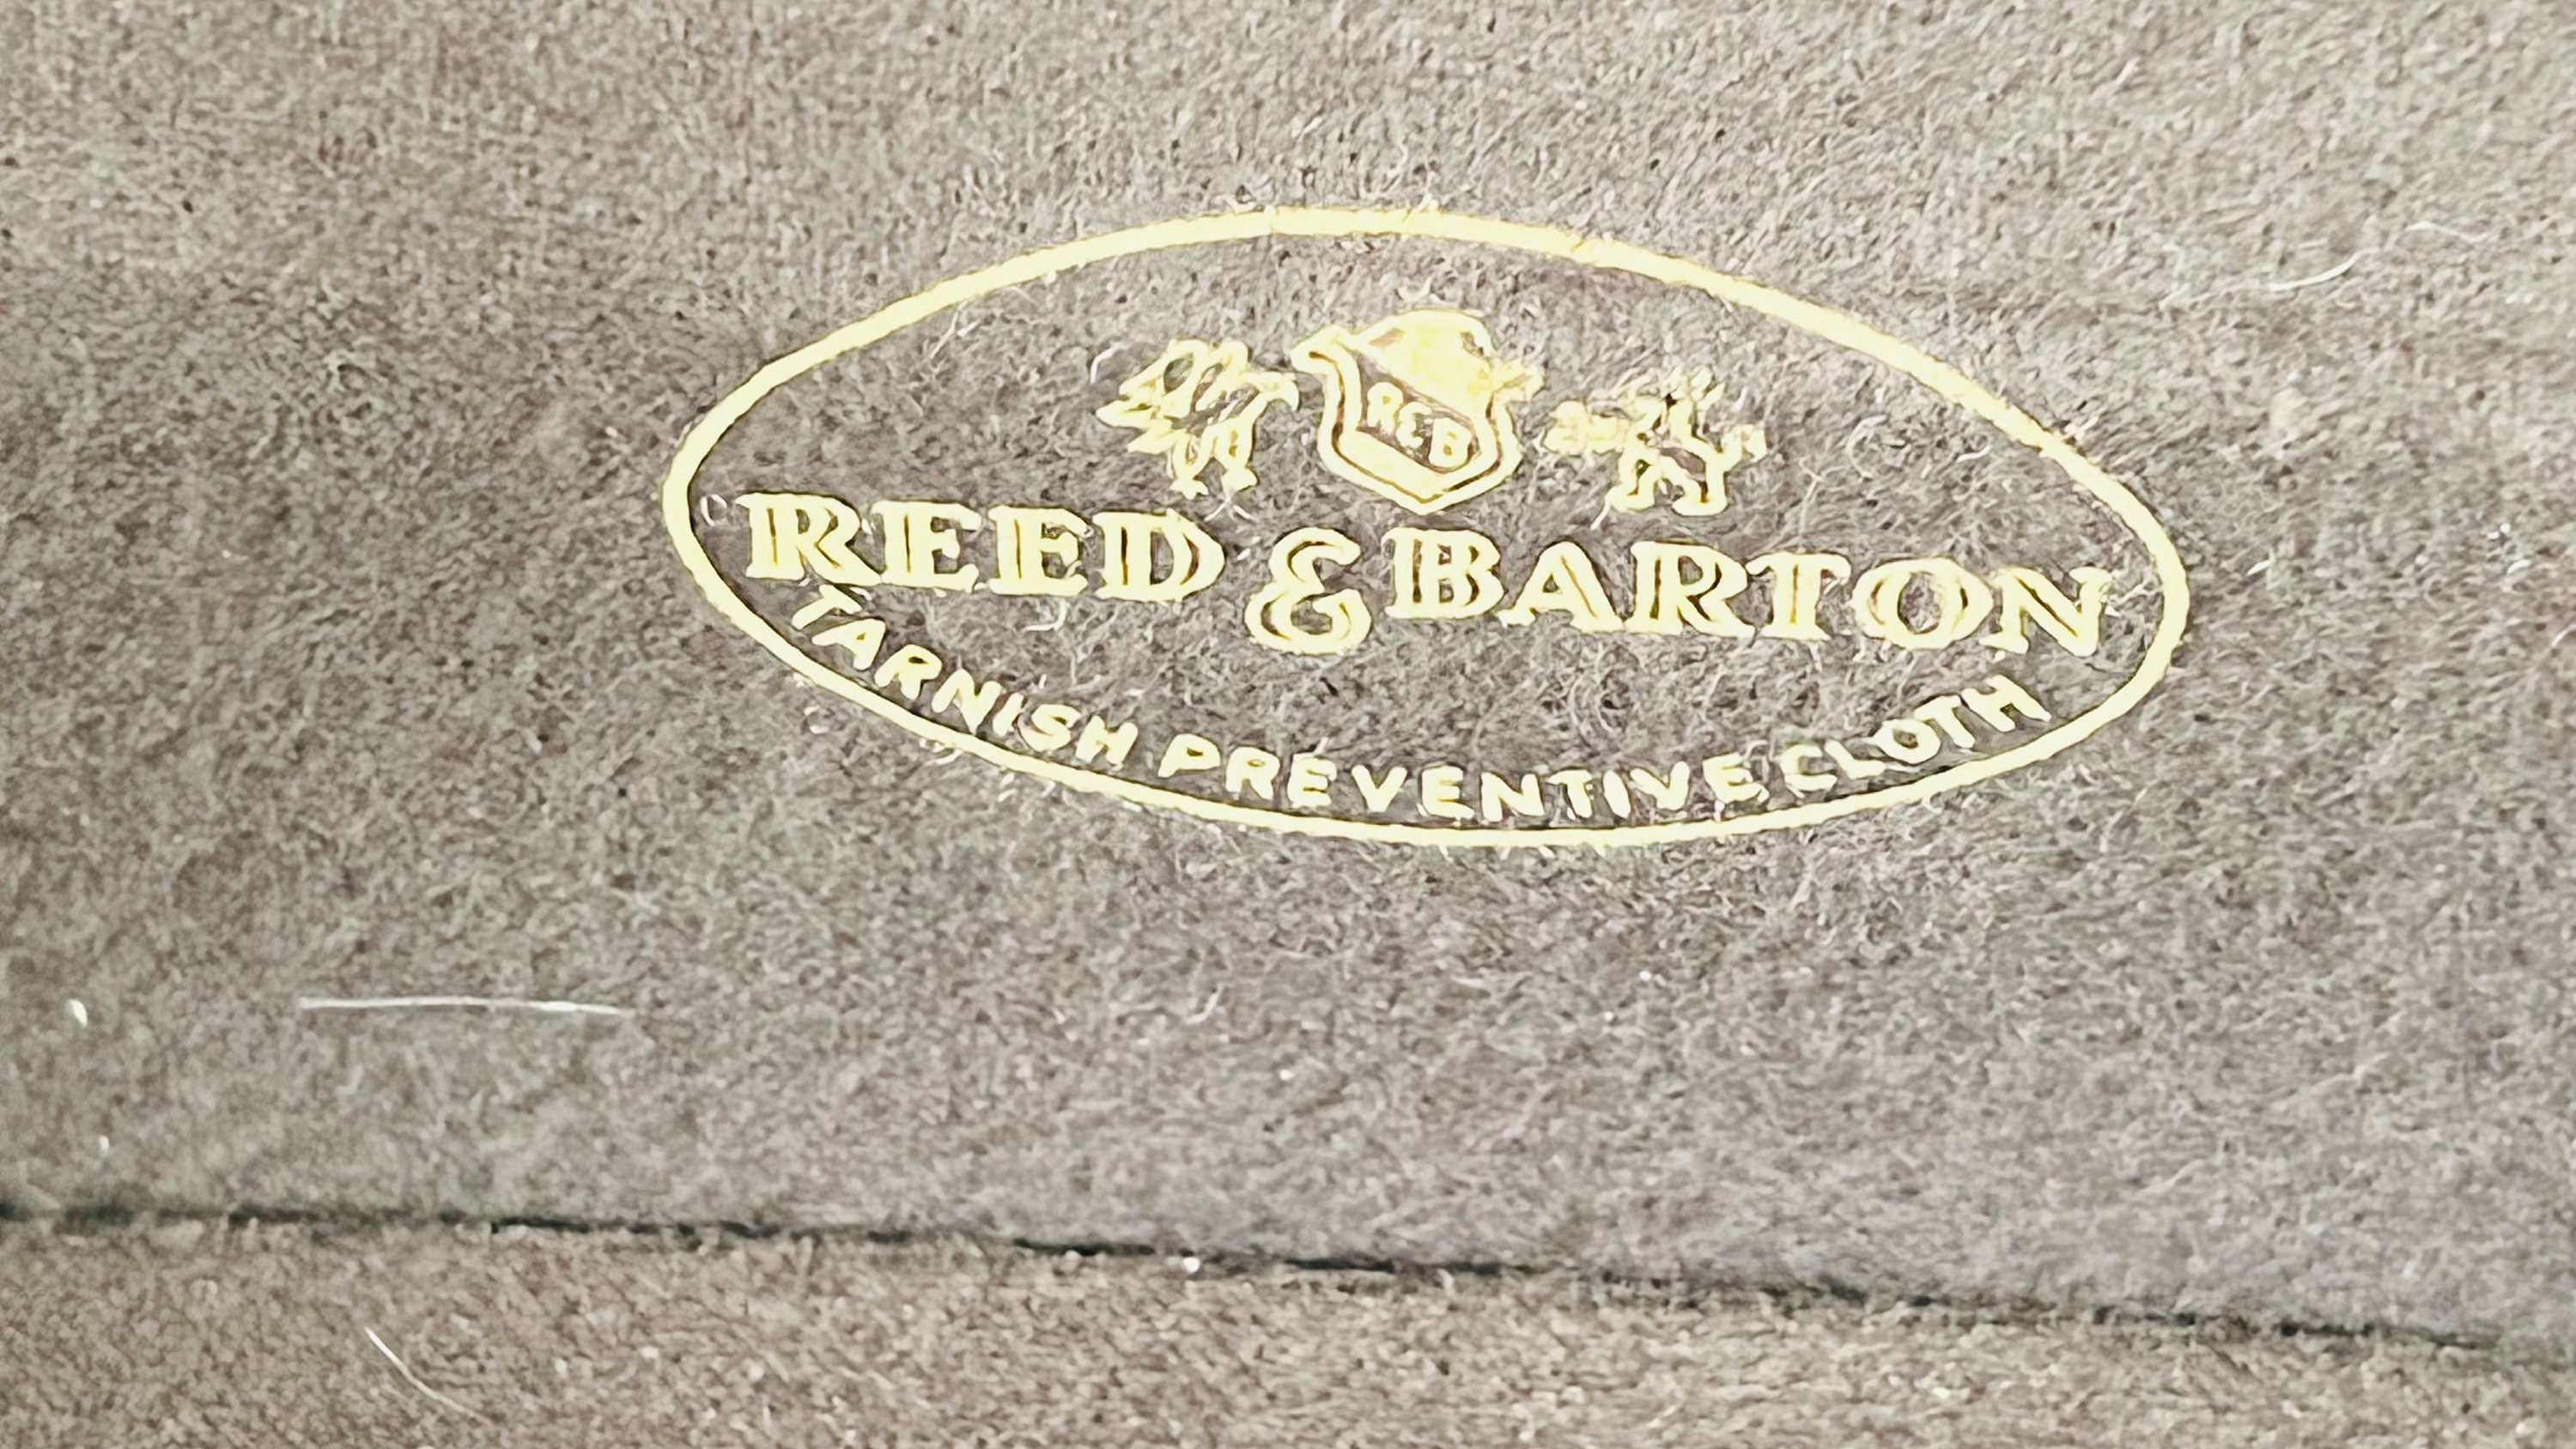 R&B
REED & BARTON
TARNISH PREVENTIVE CLOTH